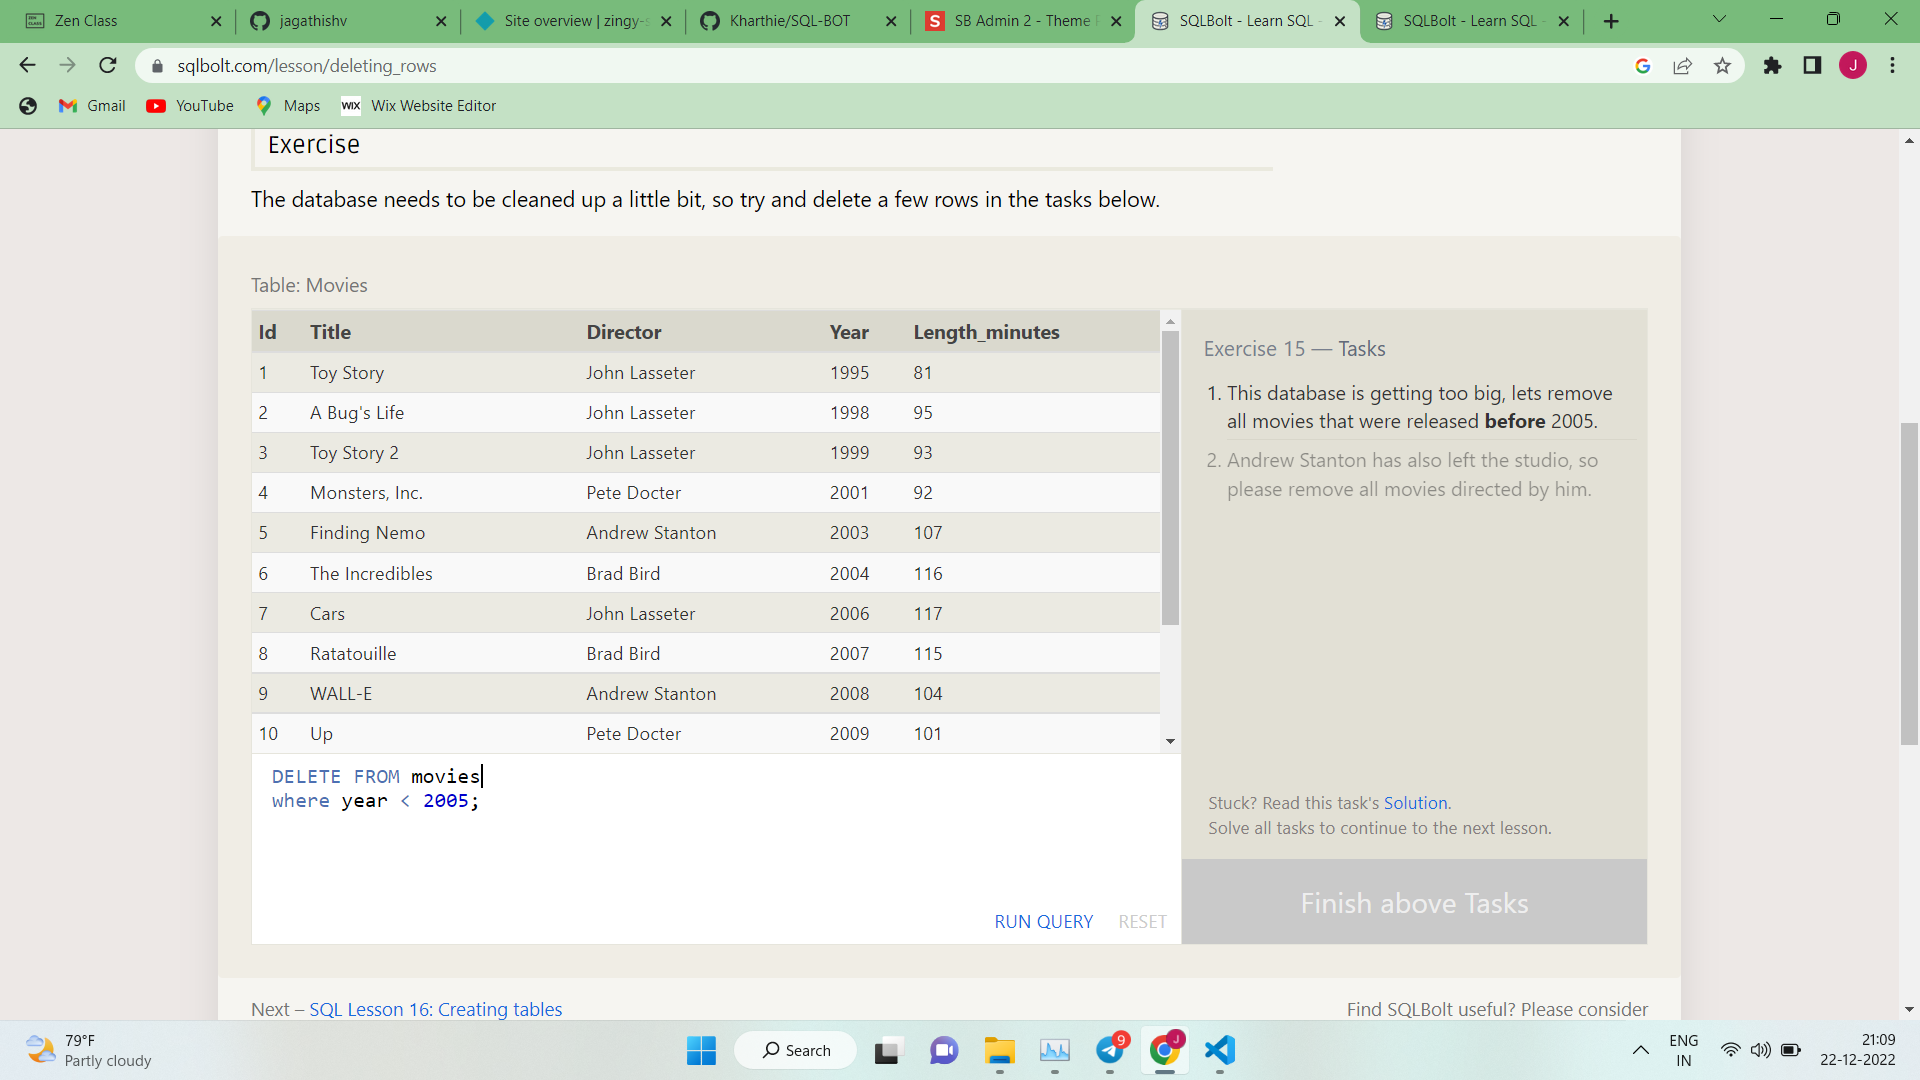 Zen Class
jagathishv
Site overview | zingy-s
Kharthie/SQL-BOT
SB Admin 2 - Theme P
SQLBolt - Learn SQL -
SQLBolt - Learn SQL -
sqlbolt.com/lesson/deleting_rows
J
Gmail
YouTube
Maps
WIX Wix Website Editor
Exercise
The database needs to be cleaned up a little bit, so try and delete a few rows in the tasks below.
Table: Movies
Id Title Director Year Length_minutes
1 Toy Story John Lasseter 1995 81
2 A Bug's Life John Lasseter 1998 95
3 Toy Story 2 John Lasseter 1999 93
4 Monsters, Inc. Pete Docter 2001 92
5 Finding Nemo Andrew Stanton 2003 107
6 The Incredibles Brad Bird 2004 116
7 Cars John Lasseter 2006 117
8 Ratatouille Brad Bird 2007 115
9 WALL-E Andrew Stanton 2008 104
10 Up Pete Docter 2009 101
DELETE FROM movies
where year < 2005;
RUN QUERY RESET
Exercise 15 — Tasks
1. This database is getting too big, lets remove
all movies that were released before 2005.
2. Andrew Stanton has also left the studio, so
please remove all movies directed by him.
Stuck? Read this task's Solution.
Solve all tasks to continue to the next lesson.
Finish above Tasks
Next – SQL Lesson 16: Creating tables
Find SQLBolt useful? Please consider
79°F
Partly cloudy
Search
9
J
ENG
IN
21:09
22-12-2022